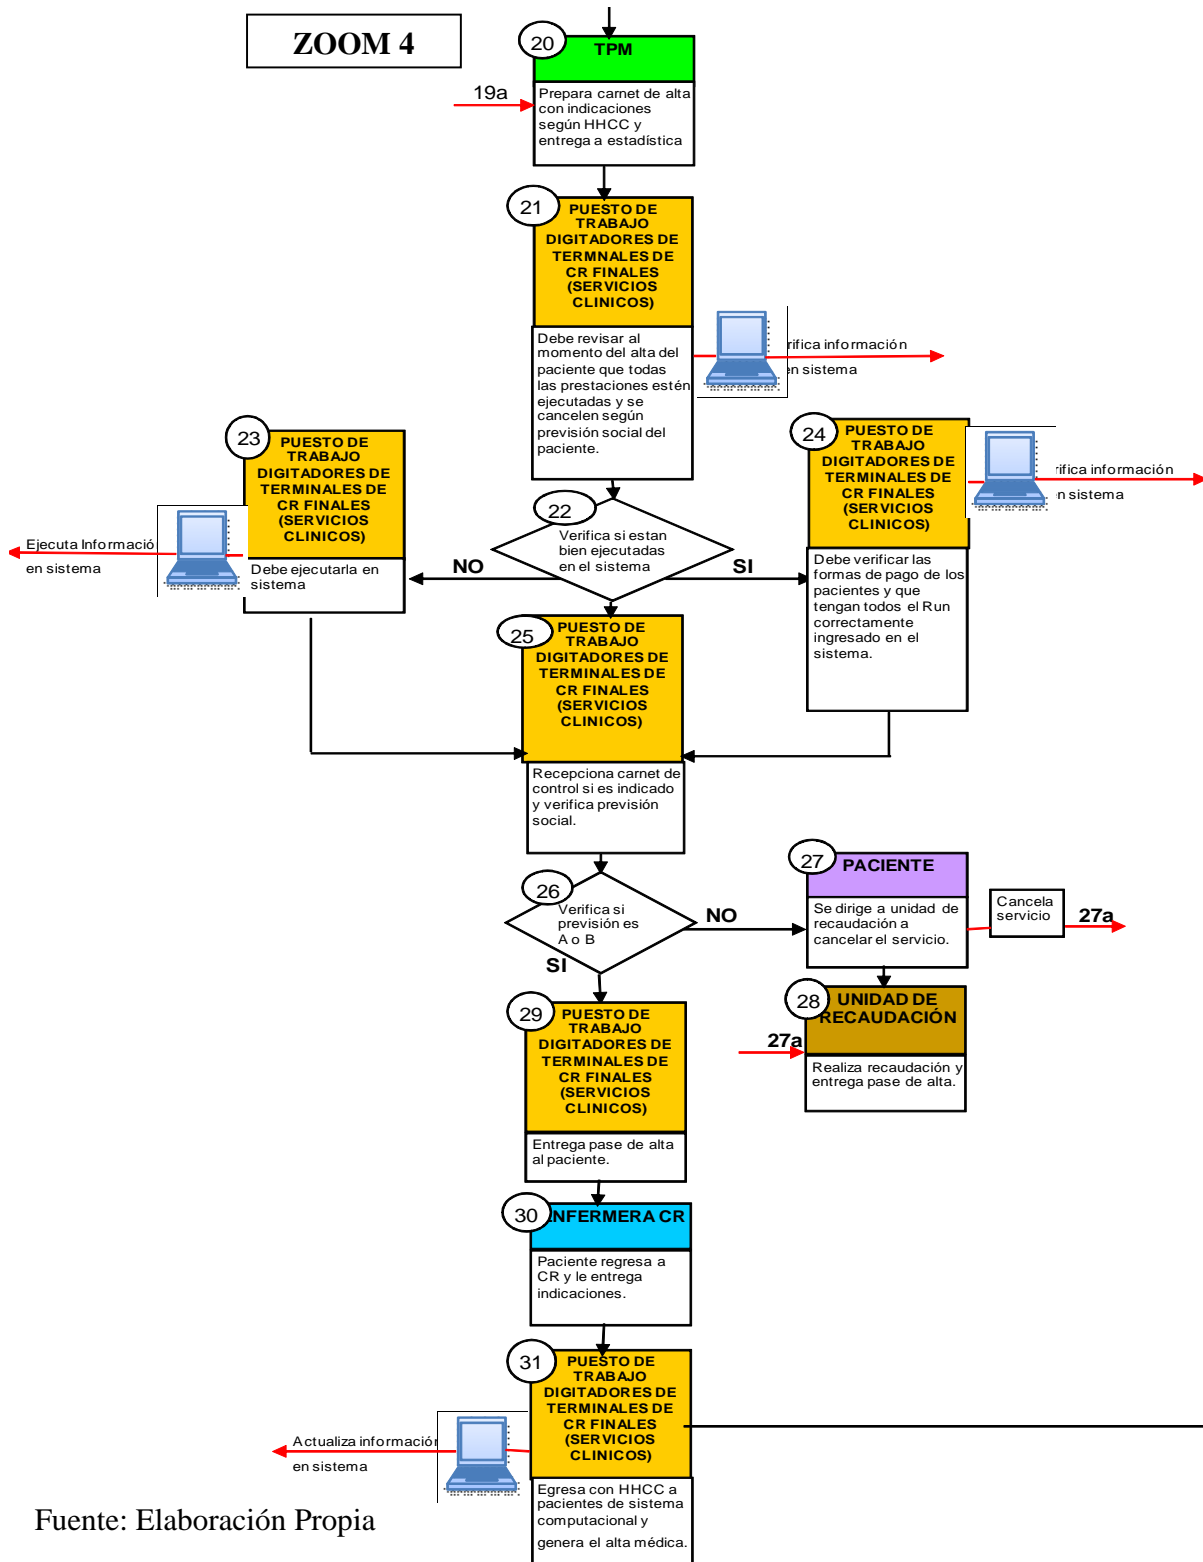 ZOOM 4
20
TPM
19a
Prepara carnet de alta
con indicaciones
según HHCC y
entrega a estadística
21
PUESTO DE
TRABAJO
DIGITADORES DE
TERMNALES DE
CR FINALES
(SERVICIOS
CLINICOS)
Debe revisar al
momento del alta del
paciente que todas
las prestaciones estén
ejecutadas y se
cancelen según
previsión social del
paciente.
rifica información
en sistema
23
PUESTO DE
TRABAJO
DIGITADORES DE
TERMINALES DE
CR FINALES
(SERVICIOS
CLINICOS)
Debe ejecutarla en
sistema
Ejecuta Informació
en sistema
22
Verifica si estan
bien ejecutadas
en el sistema
NO
SI
24
PUESTO DE
TRABAJO
DIGITADORES DE
TERMINALES DE
CR FINALES
(SERVICIOS
CLINICOS)
Debe verificar las
formas de pago de los
pacientes y que
tengan todos el Run
correctamente
ingresado en el
sistema.
rifica información
en sistema
25
PUESTO DE
TRABAJO
DIGITADORES DE
TERMINALES DE
CR FINALES
(SERVICIOS
CLINICOS)
Recepciona carnet de
control si es indicado
y verifica previsión
social.
26
Verifica si
previsión es
A o B
NO
SI
27
PACIENTE
Se dirige a unidad de
recaudación a
cancelar el servicio.
Cancela
servicio
27a
28
UNIDAD DE
RECAUDACIÓN
27a
Realiza recaudación y
entrega pase de alta.
29
PUESTO DE
TRABAJO
DIGITADORES DE
TERMINALES DE
CR FINALES
(SERVICIOS
CLINICOS)
Entrega pase de alta
al paciente.
30
ENFERMERA CR
Paciente regresa a
CR y le entrega
indicaciones.
31
PUESTO DE
TRABAJO
DIGITADORES DE
TERMINALES DE
CR FINALES
(SERVICIOS
CLINICOS)
Actualiza información
en sistema
Egresa con HHCC a
pacientes de sistema
computacional y
genera el alta médica.
Fuente: Elaboración Propia